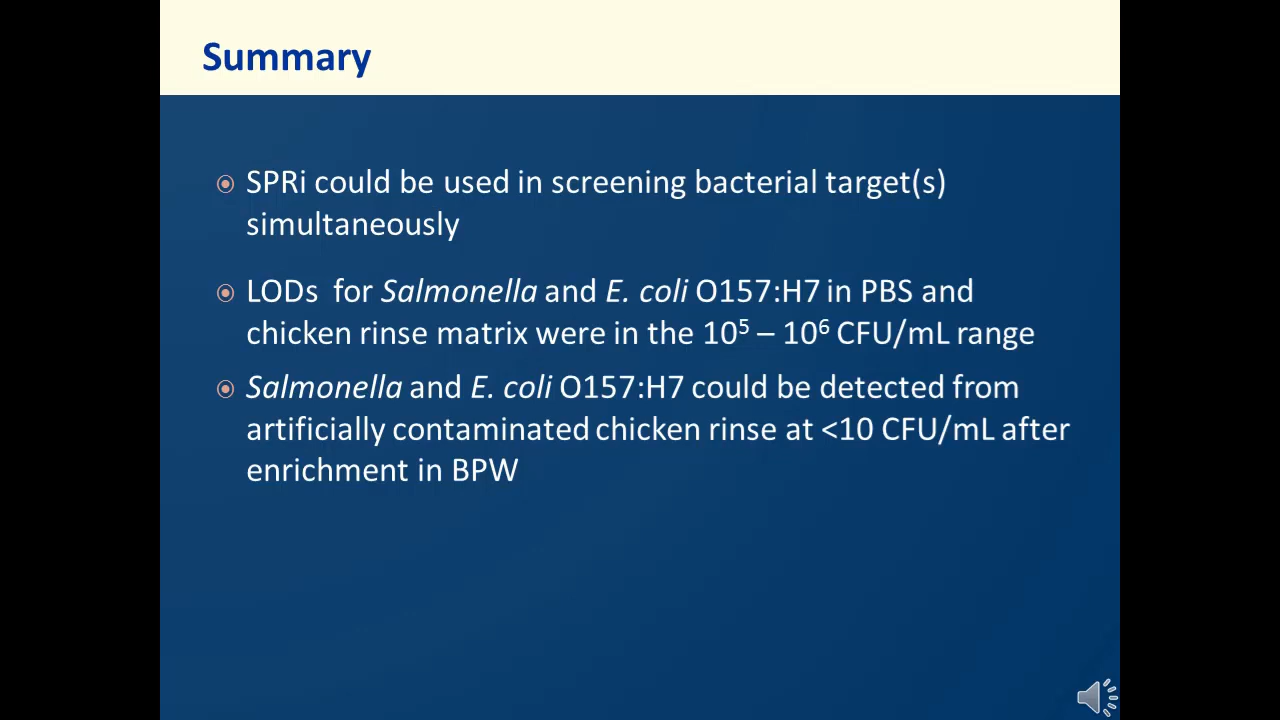 Summary
SPRi could be used in screening bacterial target(s)
simultaneously
LODs for Salmonella and E. coli O157:H7 in PBS and
chicken rinse matrix were in the 10⁵ – 10⁶ CFU/mL range
Salmonella and E. coli O157:H7 could be detected from
artificially contaminated chicken rinse at <10 CFU/mL after
enrichment in BPW